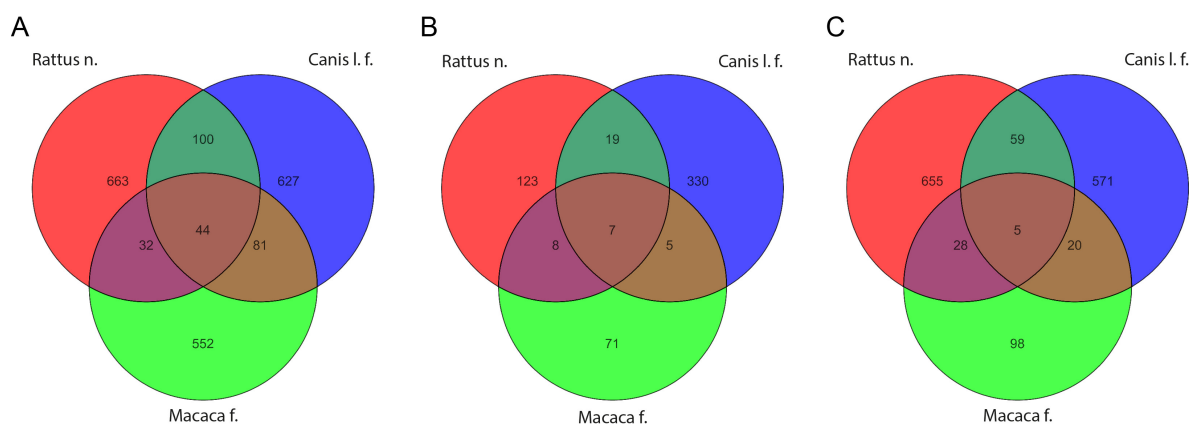 A
Rattus n.
Canis l. f.
100
663
627
44
32
81
552
Macaca f.
B
Rattus n.
Canis l. f.
19
123
330
7
8
5
71
Macaca f.
C
Rattus n.
Canis l. f.
59
655
571
5
28
20
98
Macaca f.